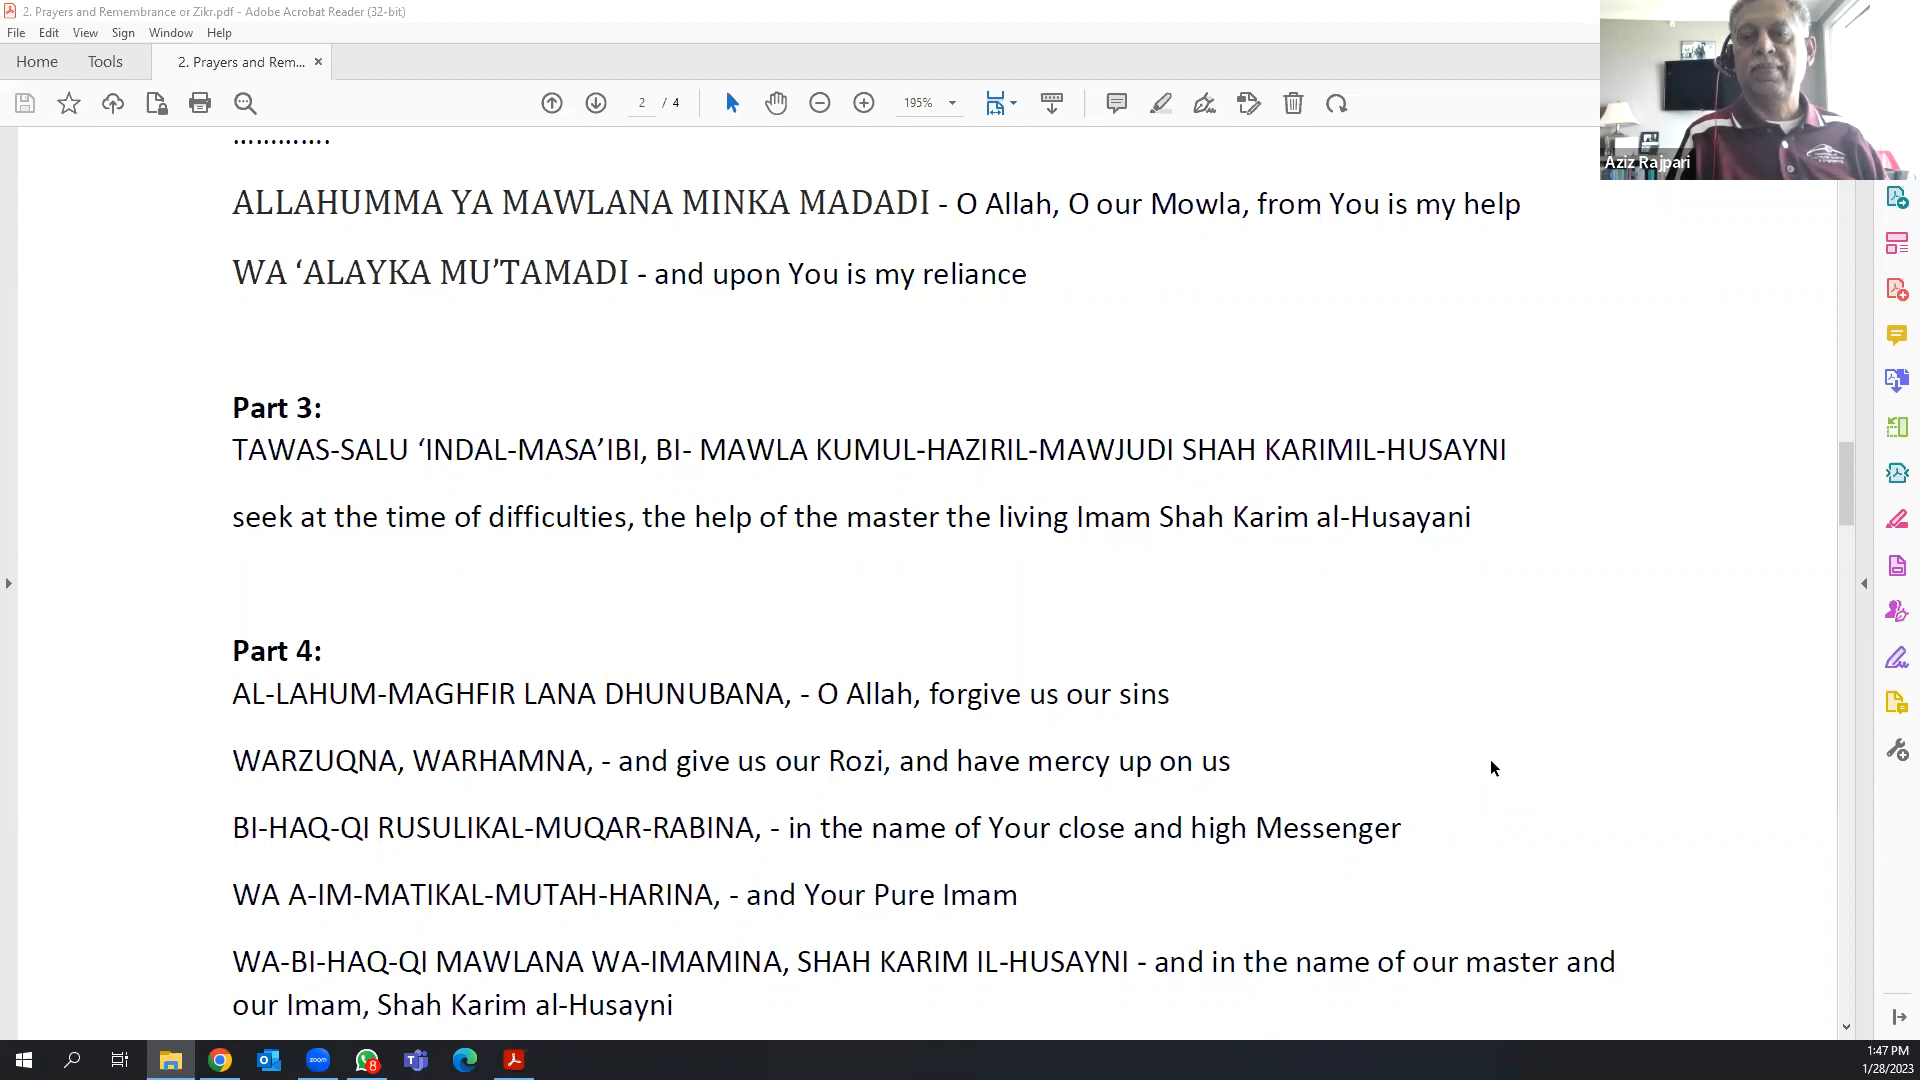 2. Prayers and Remembrance or Zikr.pdf - Adobe Acrobat Reader (32-bit)
File Edit View Sign Window Help
Home Tools 2. Prayers and Rem... ×
2 / 4 195%
Aziz Rajpari
.............
ALLAHUMMA YA MAWLANA MINKA MADADI - O Allah, O our Mowla, from You is my help
WA ‘ALAYKA MU’TAMADI - and upon You is my reliance
Part 3:
TAWAS-SALU ‘INDAL-MASA’IBI, BI- MAWLA KUMUL-HAZIRIL-MAWJUDI SHAH KARIMIL-HUSAYNI
seek at the time of difficulties, the help of the master the living Imam Shah Karim al-Husayani
Part 4:
AL-LAHUM-MAGHFIR LANA DHUNUBANA, - O Allah, forgive us our sins
WARZUQNA, WARHAMNA, - and give us our Rozi, and have mercy up on us
BI-HAQ-QI RUSULIKAL-MUQAR-RABINA, - in the name of Your close and high Messenger
WA A-IM-MATIKAL-MUTAH-HARINA, - and Your Pure Imam
WA-BI-HAQ-QI MAWLANA WA-IMAMINA, SHAH KARIM IL-HUSAYNI - and in the name of our master and
our Imam, Shah Karim al-Husayni
zoom
8
1:47 PM
1/28/2023